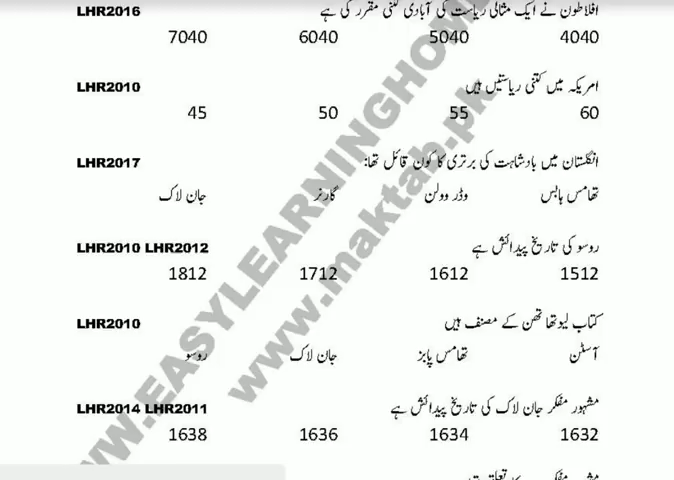 افلاطون نے ایک مثالی ریاست کی آبادی کتنی مقرر کی ہے LHR2016
4040 5040 6040 7040
امریکہ میں کتنی ریاستیں ہیں LHR2010
60 55 50 45
انگلستان میں بادشاہت کی برتری کا کون قائل تھا: LHR2017
تھامس ہابس وڈر وولن گارنر جان لاک
روسو کی تاریخ پیدائش ہے LHR2010 LHR2012
1512 1612 1712 1812
کتاب لیوتھا تھن کے مصنف ہیں LHR2010
آسٹن تھامس ہابز جان لاک روسو
مشہور مفکر جان لاک کی تاریخ پیدائش ہے LHR2014 LHR2011
1632 1634 1636 1638
WW.EASYLEARNINGHOME
www.maktab.pk